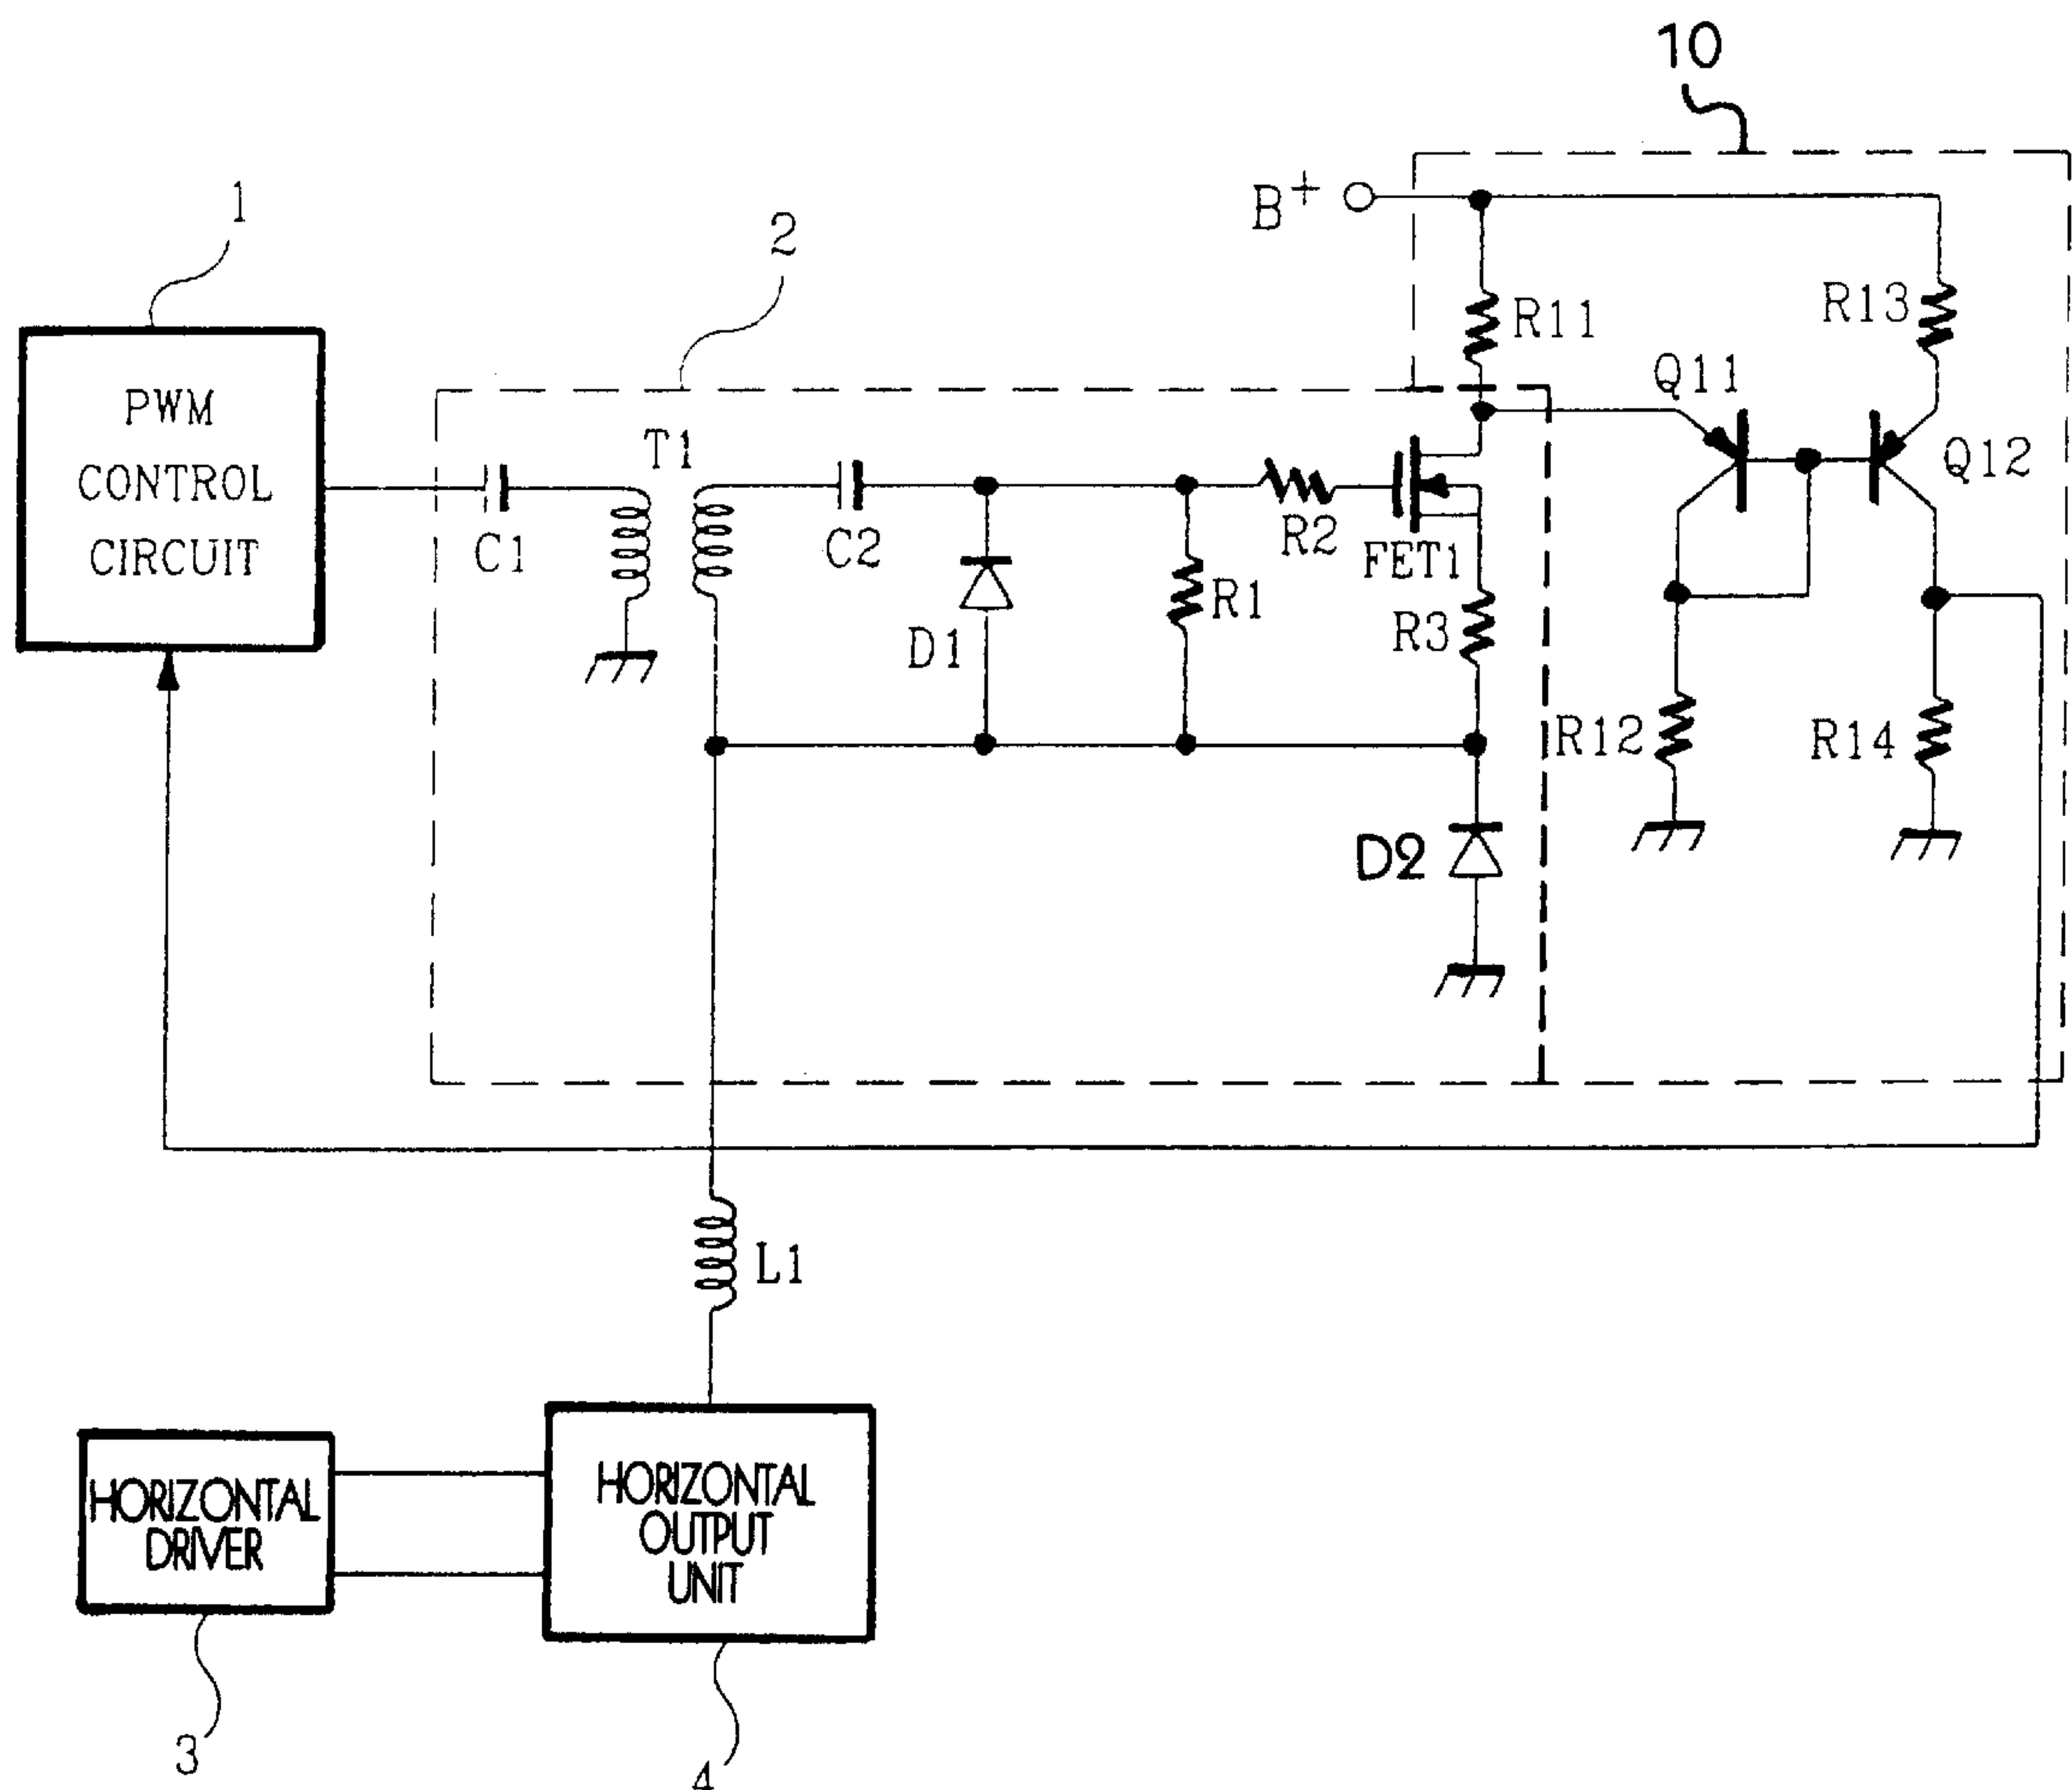 10
B+
1
2
R11
R13
Q11
Q12
PWM
CONTROL
CIRCUIT
T1
C1
C2
D1
R1
R2
FET1
R3
R12
R14
D2
L1
HORIZONTAL
DRIVER
HORIZONTAL
OUTPUT
UNIT
3
4